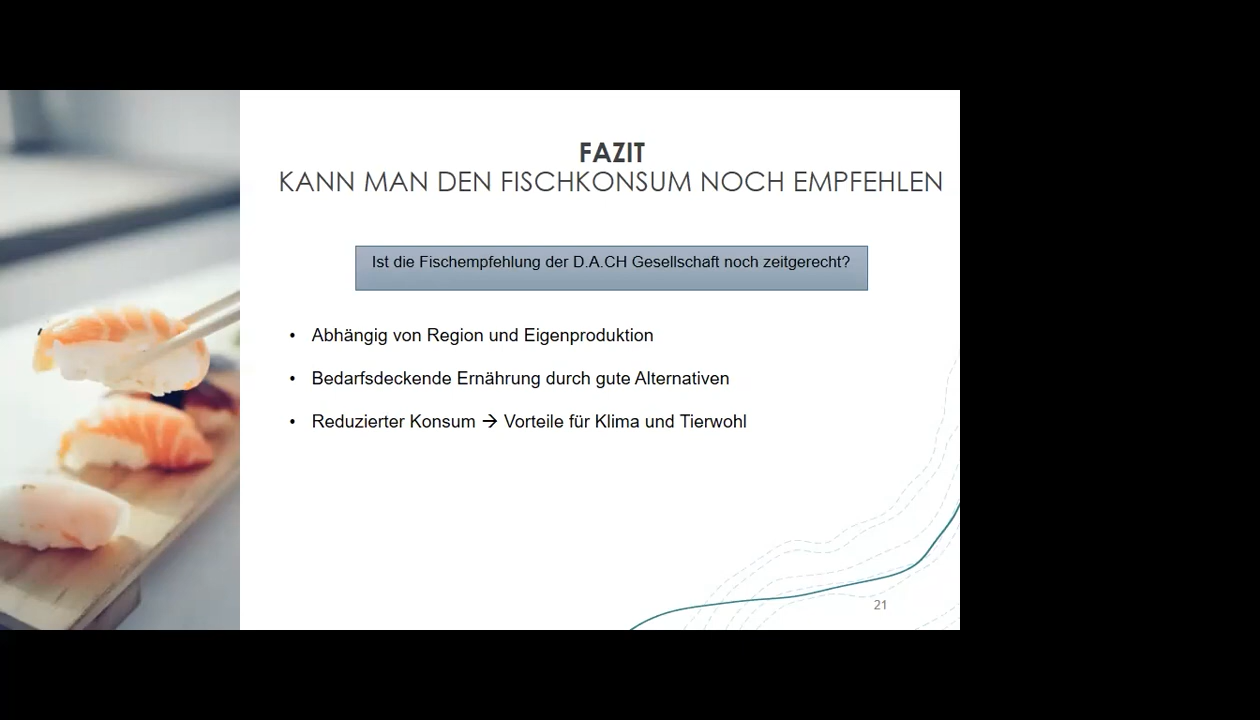 FAZIT
KANN MAN DEN FISCHKONSUM NOCH EMPFEHLEN
Ist die Fischempfehlung der D.A.CH Gesellschaft noch zeitgerecht?
• Abhängig von Region und Eigenproduktion
• Bedarfsdeckende Ernährung durch gute Alternativen
• Reduzierter Konsum → Vorteile für Klima und Tierwohl
21